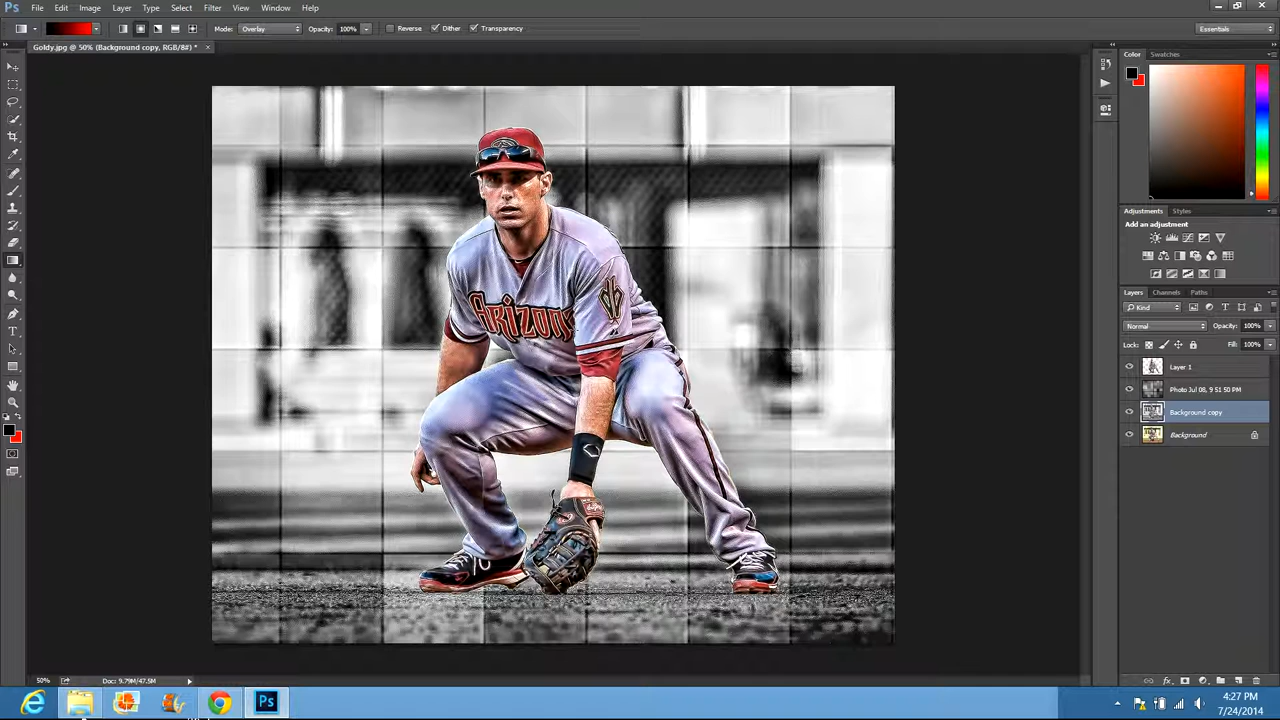 Ps File Edit Image Layer Type Select Filter View Window Help
Mode: Overlay Opacity: 100% Reverse Dither Transparency Essentials
Goldy.jpg @ 50% (Background copy, RGB/8#) * ×
Color Swatches
Arizona
Adjustments Styles
Add an adjustment
Layers Channels Paths
Kind
Normal Opacity: 100%
Lock: Fill: 100%
Layer 1
Photo Jul 08, 9 51 50 PM
Background copy
Background
50% Doc: 9.79M/47.5M
Ps
4:27 PM
7/24/2014